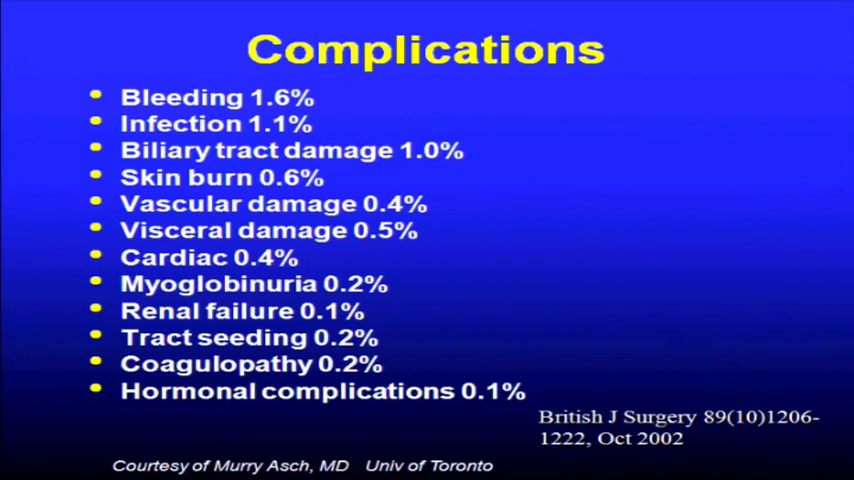 Complications
• Bleeding 1.6%
• Infection 1.1%
• Biliary tract damage 1.0%
• Skin burn 0.6%
• Vascular damage 0.4%
• Visceral damage 0.5%
• Cardiac 0.4%
• Myoglobinuria 0.2%
• Renal failure 0.1%
• Tract seeding 0.2%
• Coagulopathy 0.2%
• Hormonal complications 0.1%
British J Surgery 89(10)1206-
1222, Oct 2002
Courtesy of Murry Asch, MD Univ of Toronto